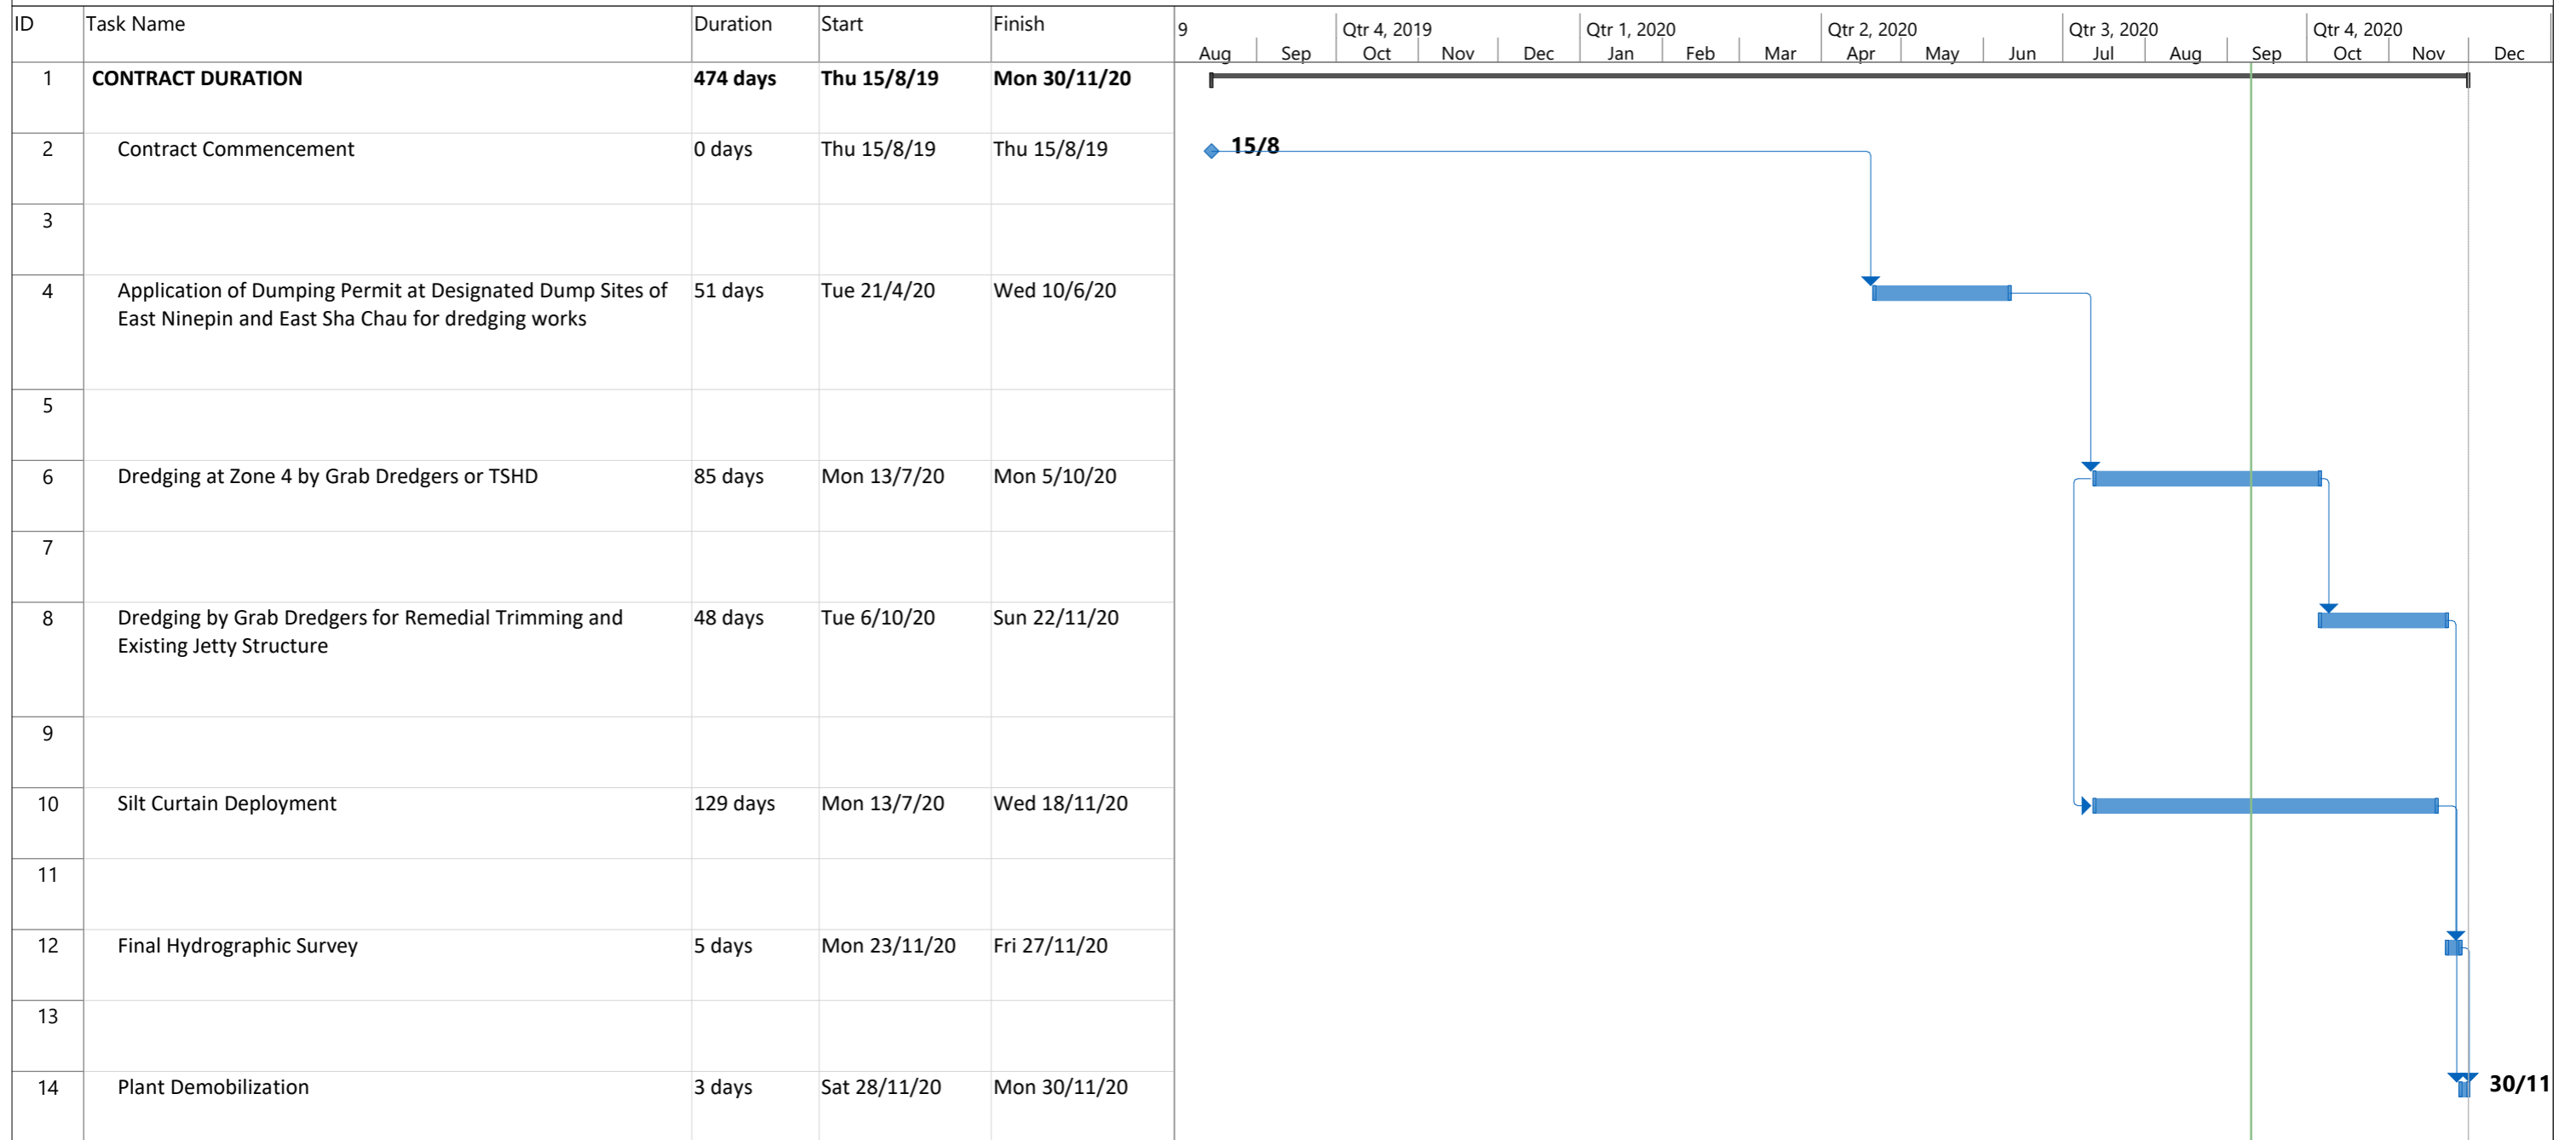 ID Task Name Duration Start Finish
9 Qtr 4, 2019 Qtr 1, 2020 Qtr 2, 2020 Qtr 3, 2020 Qtr 4, 2020
Aug Sep Oct Nov Dec Jan Feb Mar Apr May Jun Jul Aug Sep Oct Nov Dec
1 CONTRACT DURATION 474 days Thu 15/8/19 Mon 30/11/20
2 Contract Commencement 0 days Thu 15/8/19 Thu 15/8/19 15/8
3
4 Application of Dumping Permit at Designated Dump Sites of 51 days Tue 21/4/20 Wed 10/6/20
East Ninepin and East Sha Chau for dredging works
5
6 Dredging at Zone 4 by Grab Dredgers or TSHD 85 days Mon 13/7/20 Mon 5/10/20
7
8 Dredging by Grab Dredgers for Remedial Trimming and 48 days Tue 6/10/20 Sun 22/11/20
Existing Jetty Structure
9
10 Silt Curtain Deployment 129 days Mon 13/7/20 Wed 18/11/20
11
12 Final Hydrographic Survey 5 days Mon 23/11/20 Fri 27/11/20
13
14 Plant Demobilization 3 days Sat 28/11/20 Mon 30/11/20 30/11